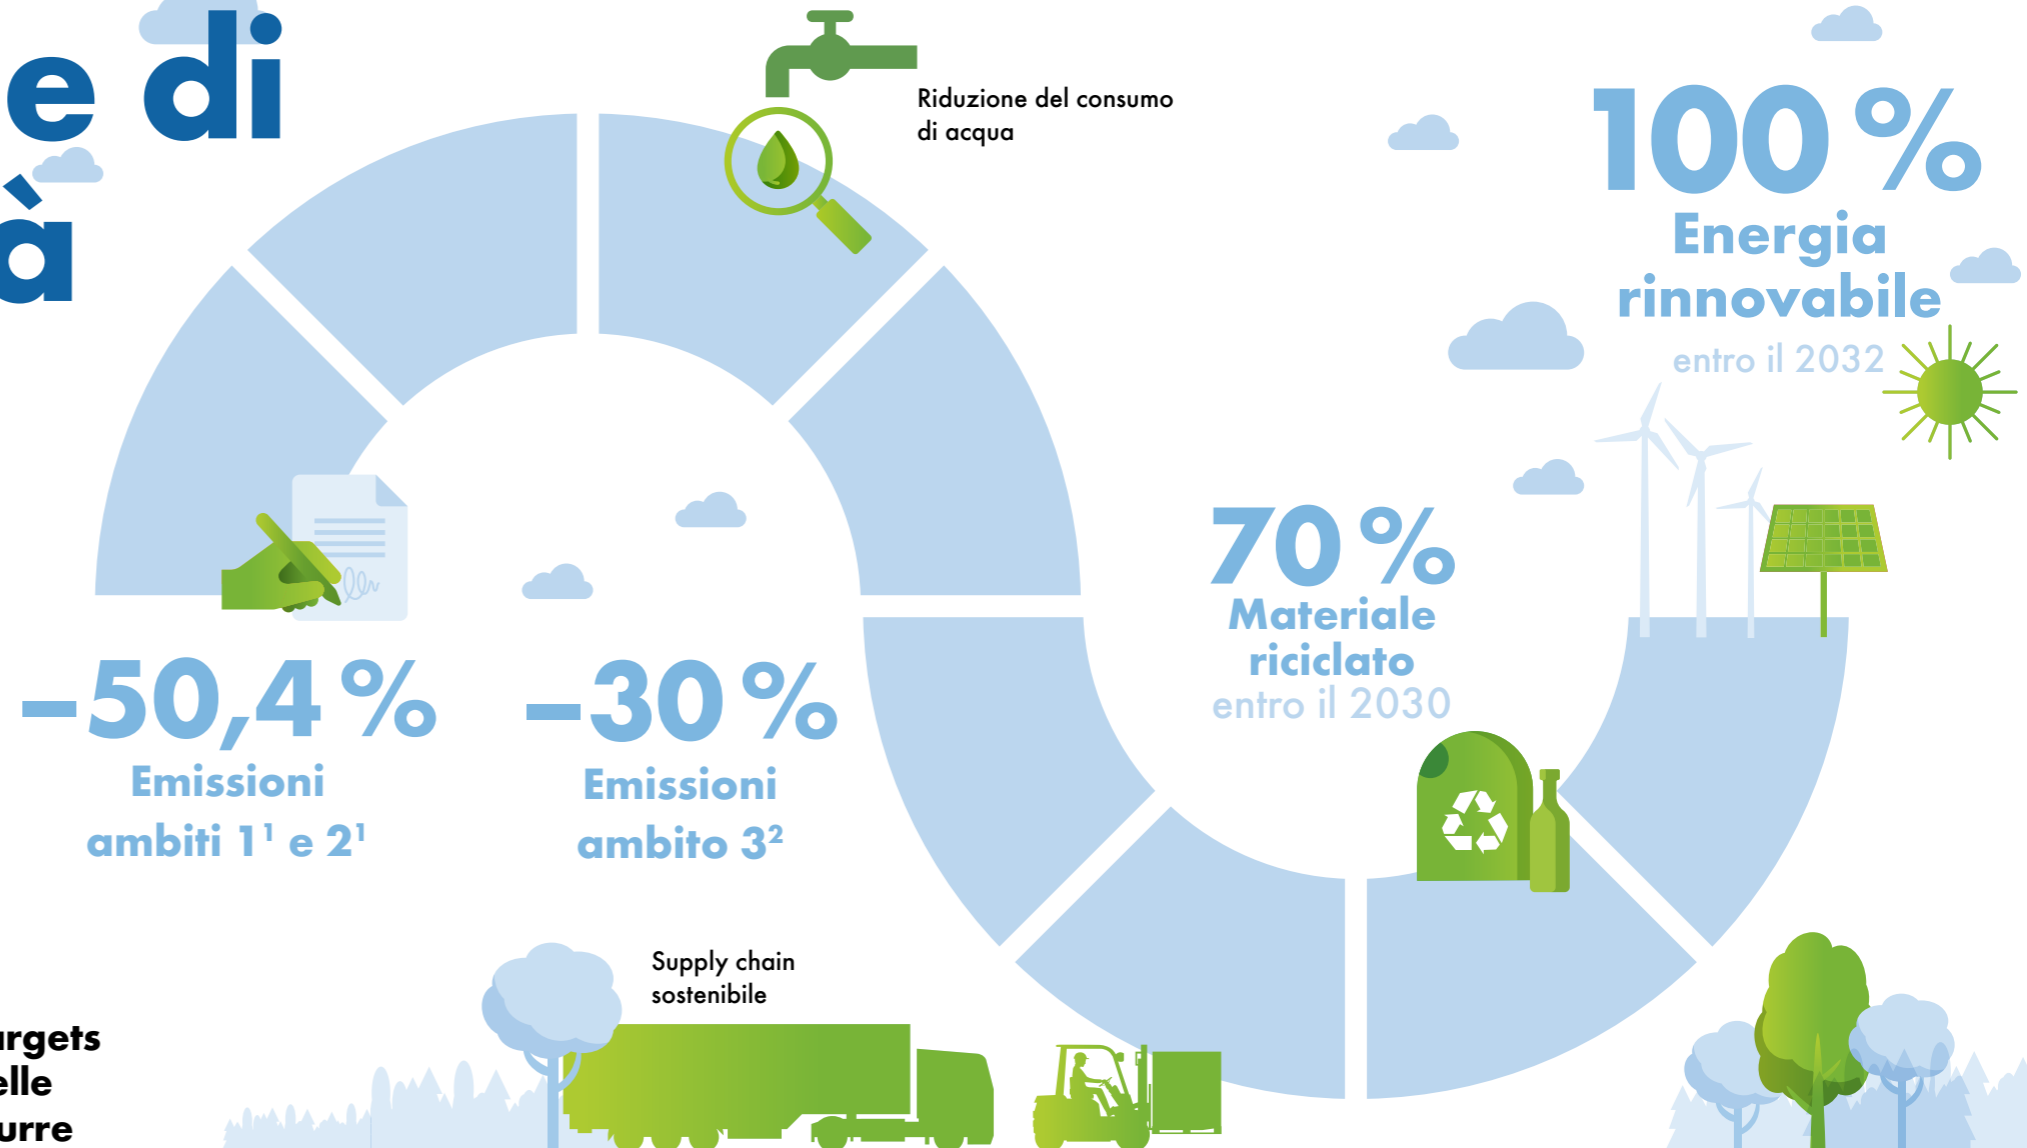 e di
à
Riduzione del consumo
di acqua
100 %
Energia
rinnovabile
entro il 2032
70 %
Materiale
riciclato
entro il 2030
–50,4 %
Emissioni
ambiti 1¹ e 2¹
–30 %
Emissioni
ambito 3²
Supply chain
sostenibile
argets
elle
urre